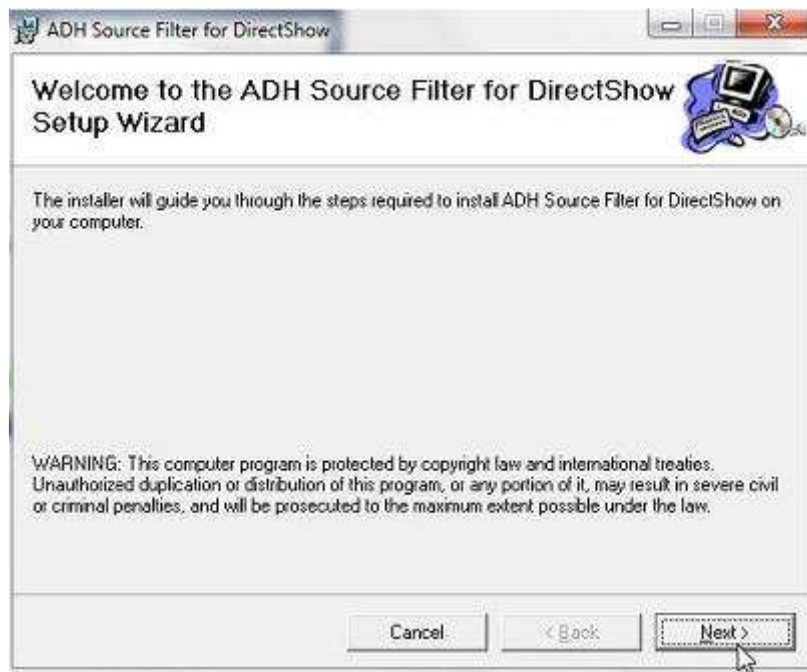 ADH Source Filter for DirectShow
Welcome to the ADH Source Filter for DirectShow
Setup Wizard
The installer will guide you through the steps required to install ADH Source Filter for DirectShow on
your computer.
WARNING: This computer program is protected by copyright law and international treaties.
Unauthorized duplication or distribution of this program, or any portion of it, may result in severe civil
or criminal penalties, and will be prosecuted to the maximum extent possible under the law.
Cancel < Back Next >